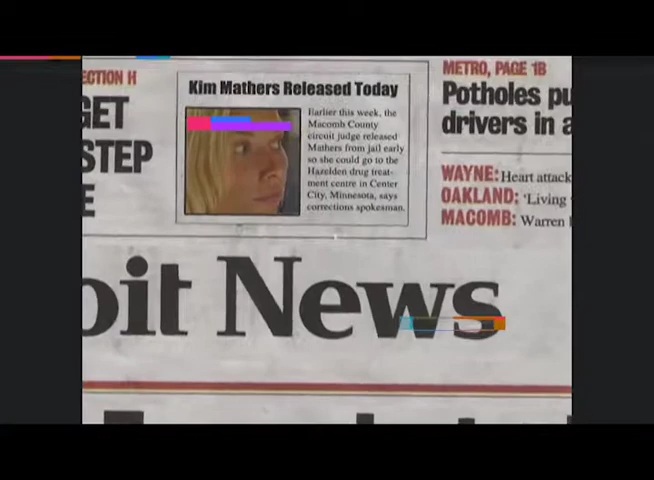 ECTION H
GET
STEP
E
Kim Mathers Released Today
Earlier this week, the
Macomb County
circuit judge released
Mathers from jail early
so she could go to the
Hazelden drug treat-
ment centre in Center
City, Minnesota, says
corrections spokesman.
METRO, PAGE 1B
Potholes pu
drivers in a
WAYNE: Heart attack
OAKLAND: 'Living
MACOMB: Warren
oit News